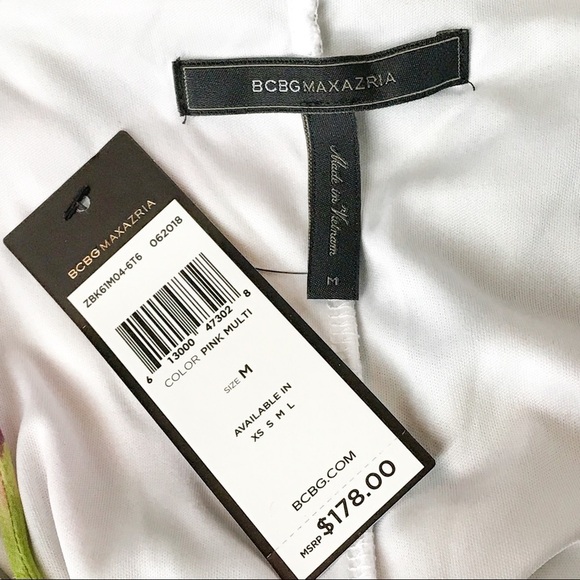 BCBGMAXAZRIA
Made in Vietnam
M
BCBGMAXAZRIA
ZBK61M04-6T6 062018
6 13000 47302 8
COLOR PINK MULTI
SIZE M
AVAILABLE IN
XS S M L
BCBG.COM
MSRP $178.00